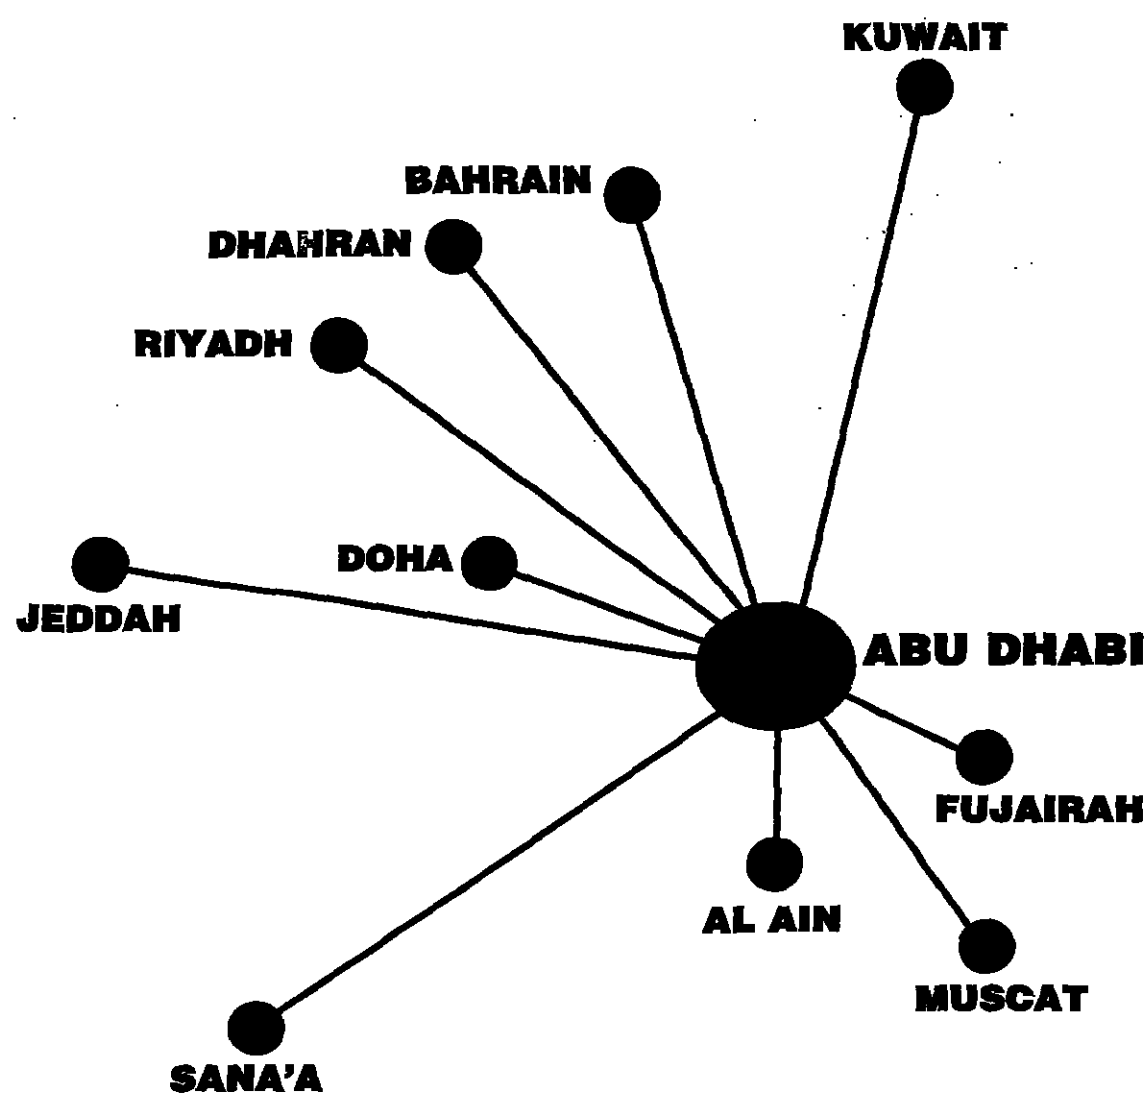 KUWAIT
BAHRAIN
DHAHRAN
RIYADH
DOHA
JEDDAH
ABU DHABI
FUJAIRAH
AL AIN
MUSCAT
SANA'A